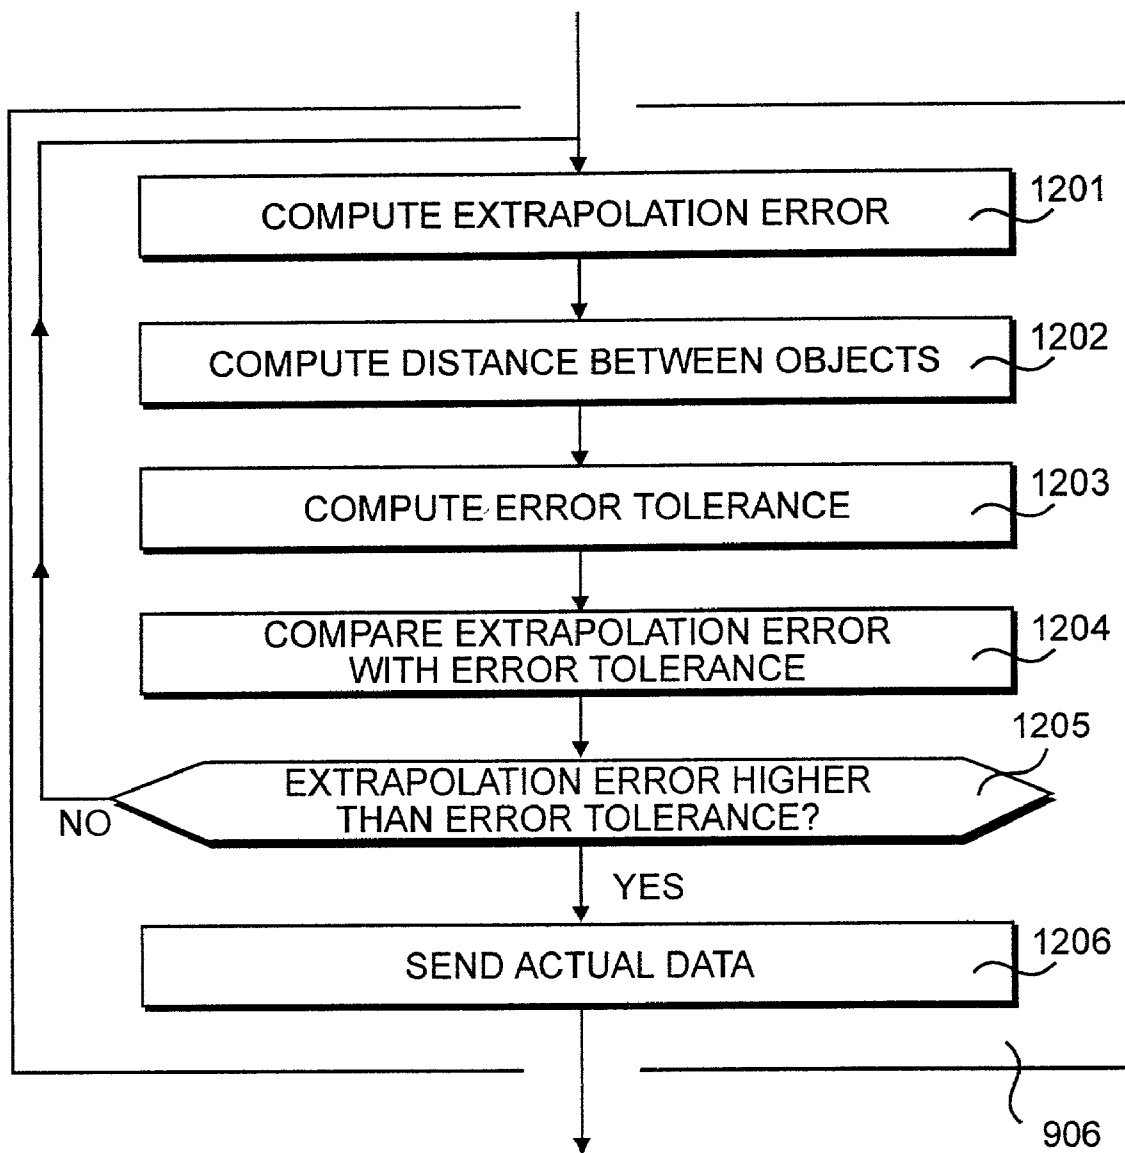 COMPUTE EXTRAPOLATION ERROR
1201
COMPUTE DISTANCE BETWEEN OBJECTS
1202
COMPUTE ERROR TOLERANCE
1203
COMPARE EXTRAPOLATION ERROR
WITH ERROR TOLERANCE
1204
1205
EXTRAPOLATION ERROR HIGHER
THAN ERROR TOLERANCE?
NO
YES
SEND ACTUAL DATA
1206
906